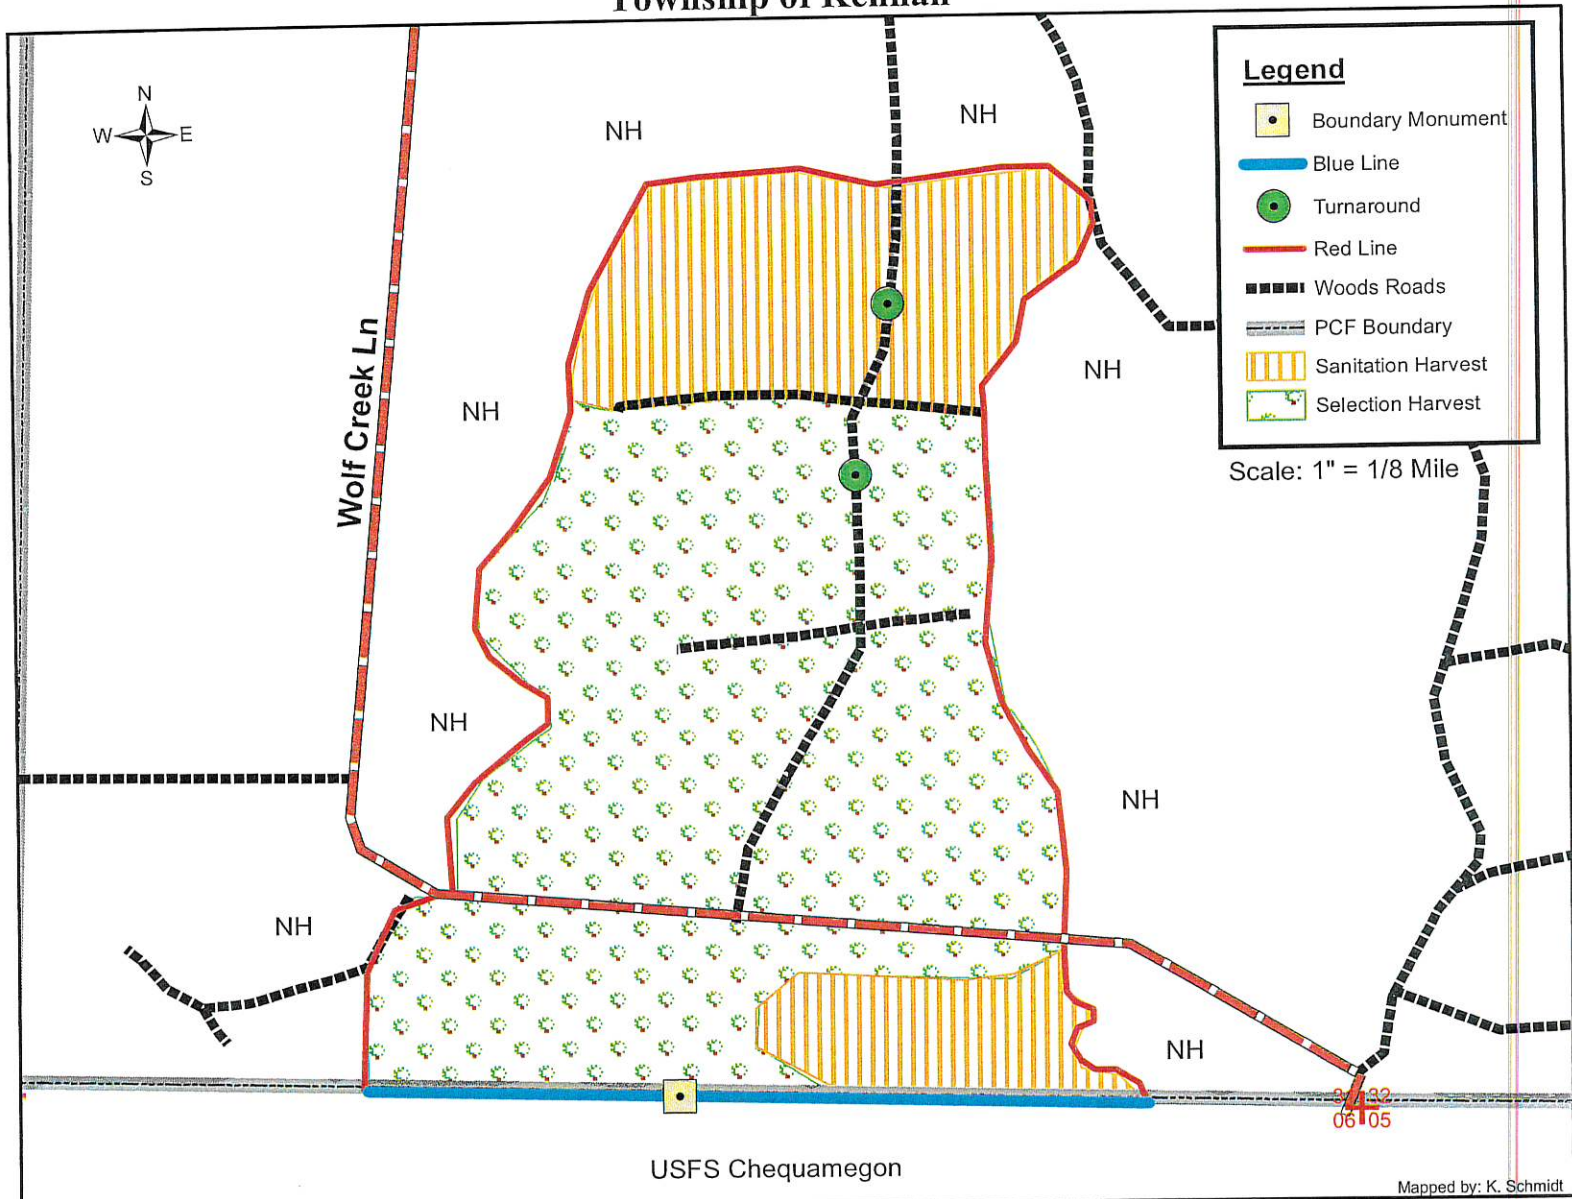 Township of Kennan
N
W E
S
NH
NH
Legend
Boundary Monument
Blue Line
Turnaround
Red Line
Woods Roads
PCF Boundary
Sanitation Harvest
Selection Harvest
Scale: 1" = 1/8 Mile
Wolf Creek Ln
NH
NH
NH
NH
NH
NH
32
06 05
USFS Chequamegon
Mapped by: K. Schmidt